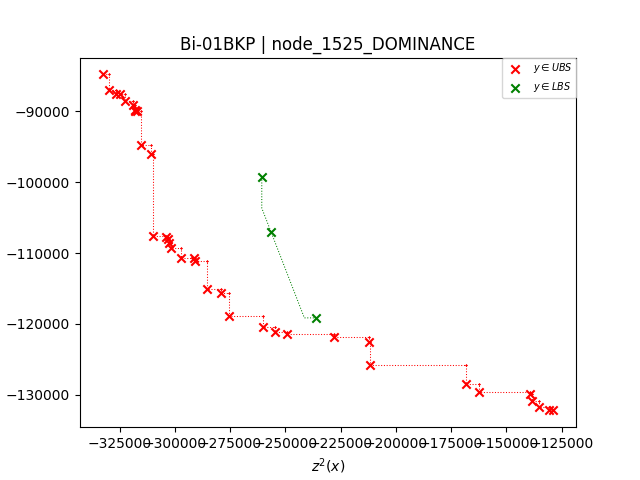 Bi-01BKP | node_1525_DOMINANCE
y ∈ UBS
y ∈ LBS
−90000
−100000
−110000
−120000
−130000
−325000−300000−275000−250000−225000−200000−175000−150000−125000
z²(x)